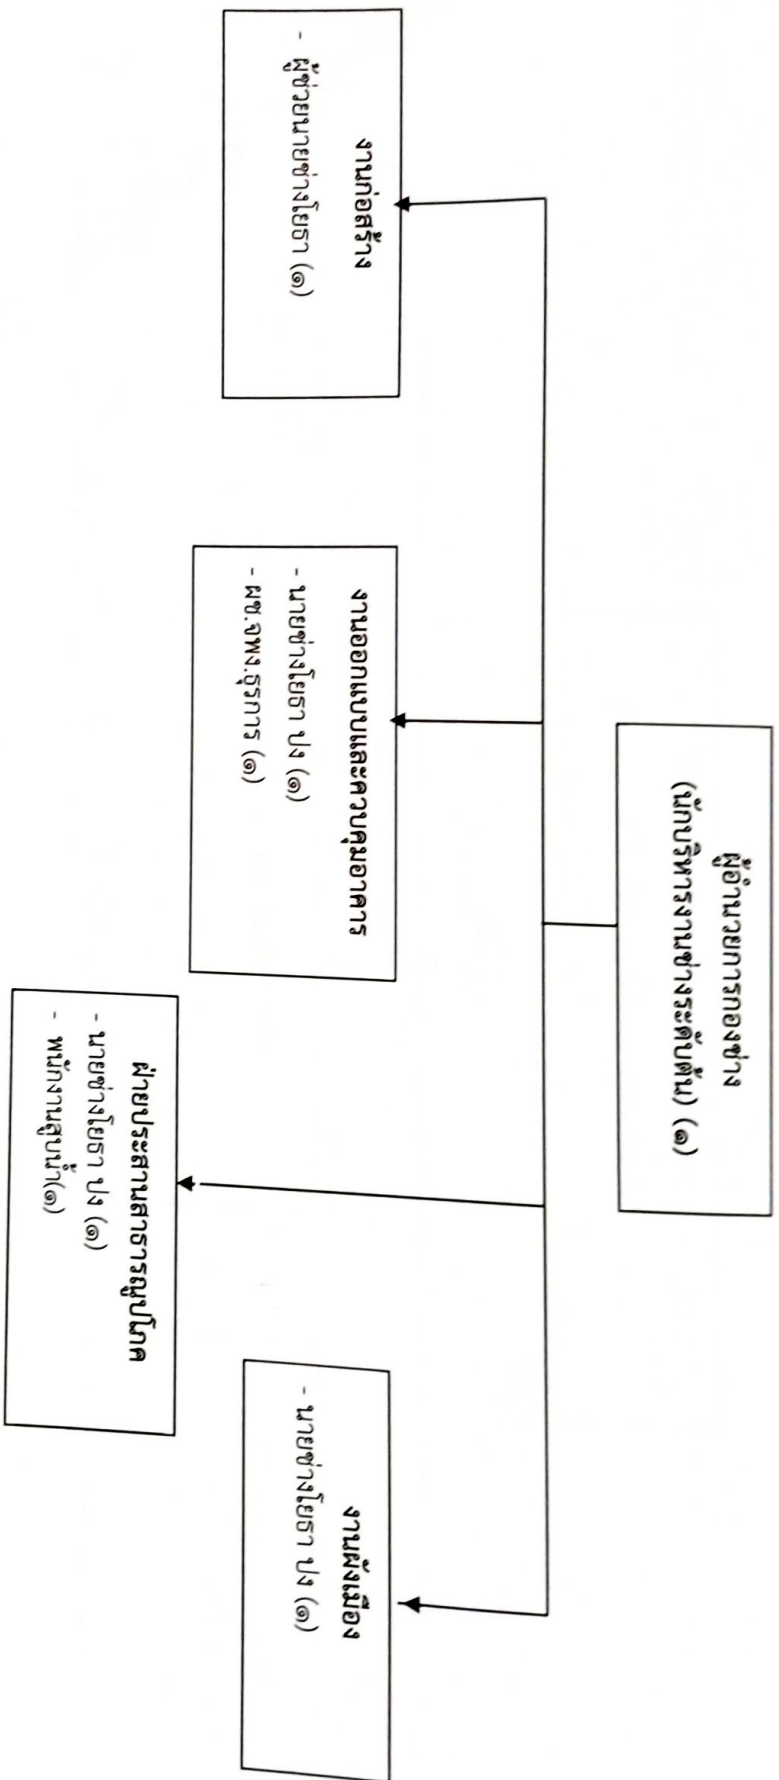 ผู้อำนวยการกองช่าง
(นักบริหารงานช่างระดับต้น) (๑)
งานก่อสร้าง
- ผู้ช่วยนายช่างโยธา (๑)
งานออกแบบและควบคุมอาคาร
- นายช่างโยธา ปง (๑)
- ผช.จพง.ธุรการ (๑)
ฝ่ายประสานสาธารณูปโภค
- นายช่างโยธา ปง (๑)
- พนักงานสูบน้ำ(๑)
งานผังเมือง
- นายช่างโยธา ปง (๑)